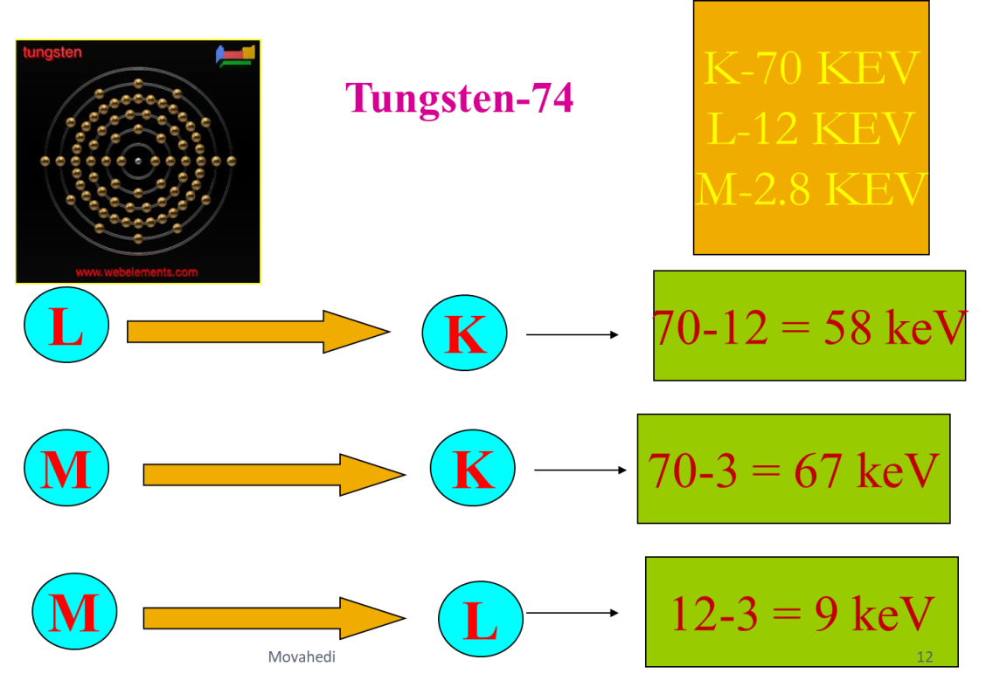 tungsten
www.webelements.com
Tungsten-74
K-70 KEV
L-12 KEV
M-2.8 KEV
L
K
70-12 = 58 keV
M
K
70-3 = 67 keV
M
L
12-3 = 9 keV
Movahedi
12